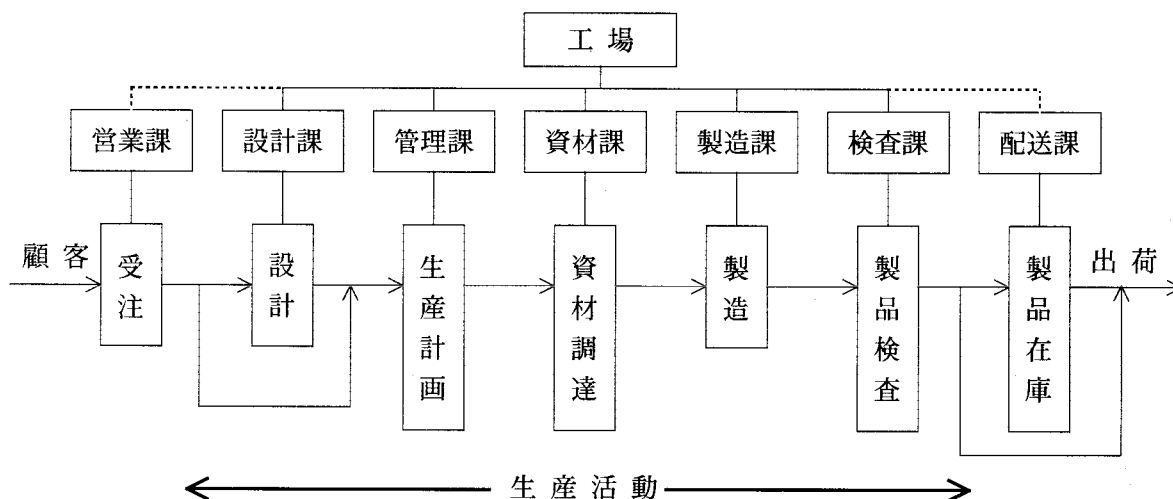 工場
営業課
設計課
管理課
資材課
製造課
検査課
配送課
顧客
受注
設計
生産計画
資材調達
製造
製品検査
製品在庫
出荷
生産活動